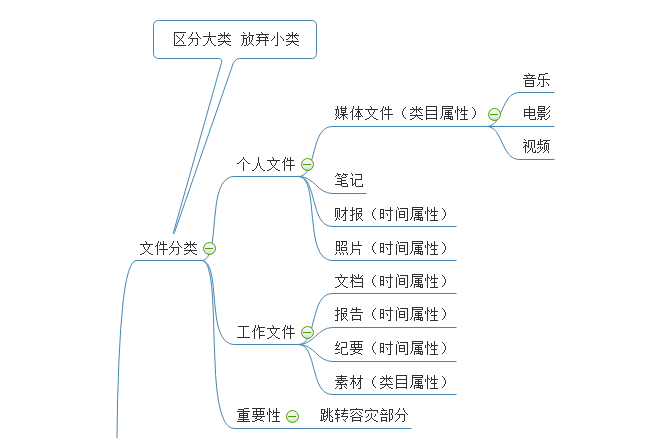 区分大类 放弃小类
音乐
媒体文件（类目属性）
电影
视频
个人文件
笔记
财报（时间属性）
照片（时间属性）
文件分类
文档（时间属性）
报告（时间属性）
工作文件
纪要（时间属性）
素材（类目属性）
重要性
跳转容灾部分